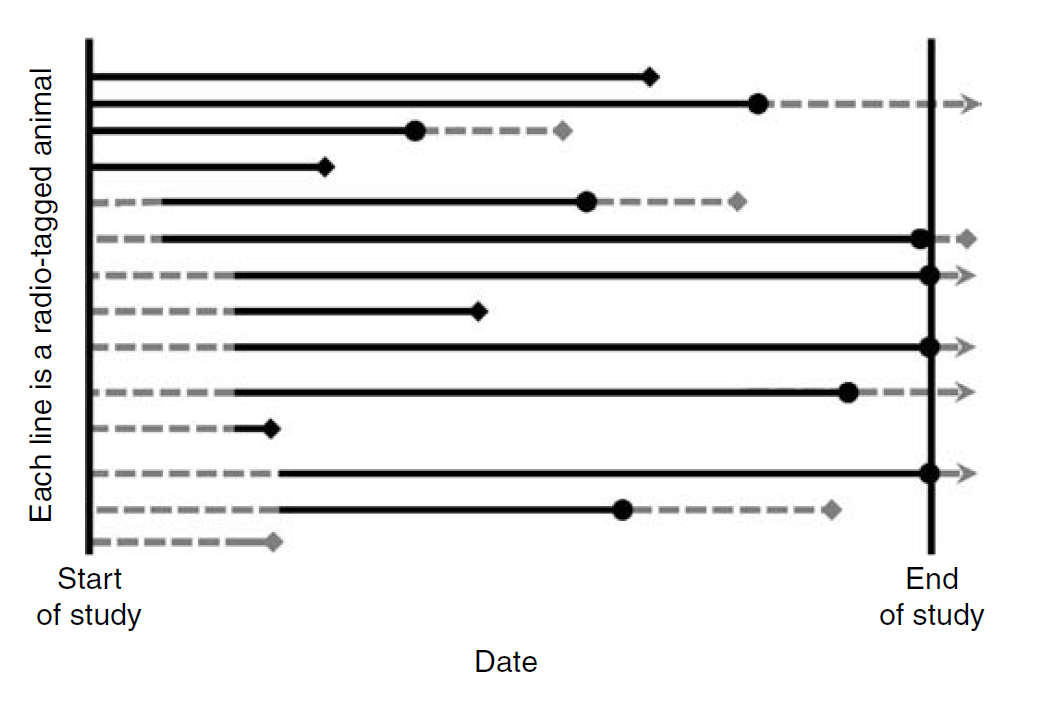 Each line is a radio-tagged animal
Start
of study
End
of study
Date